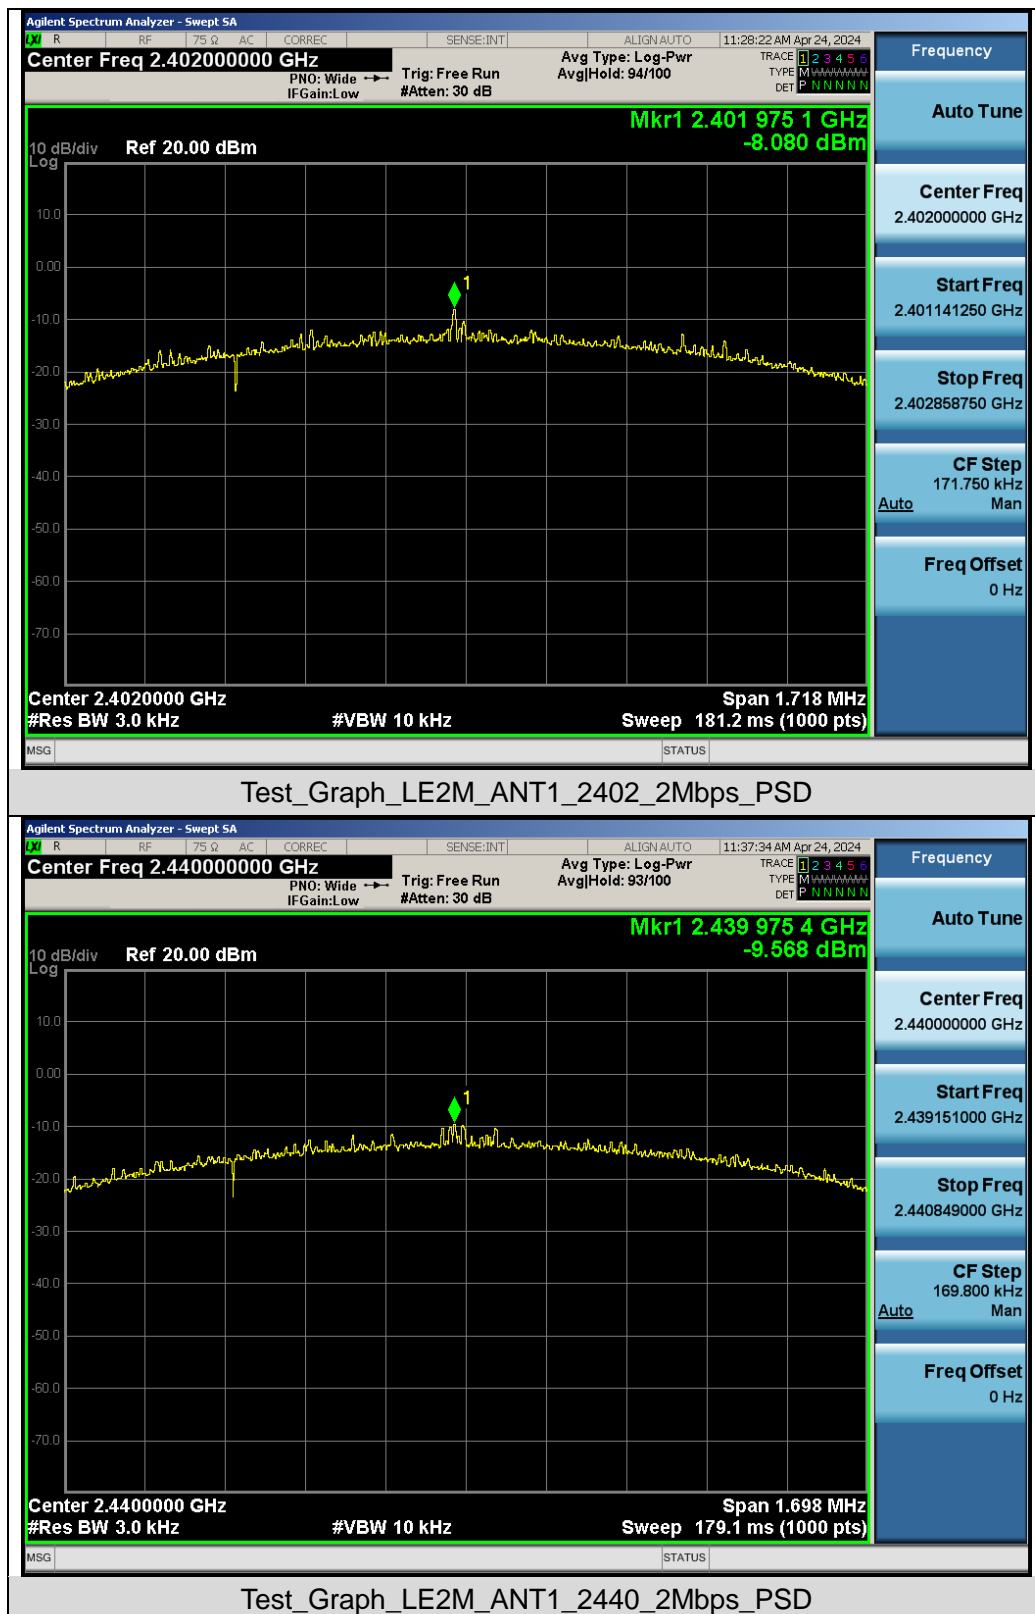 Agilent Spectrum Analyzer - Swept SA
LXI R RF 75 Ω AC CORREC SENSE:INT ALIGN AUTO 11:28:22 AM Apr 24, 2024
Center Freq 2.402000000 GHz
PNO: Wide
IFGain:Low
Trig: Free Run
#Atten: 30 dB
Avg Type: Log-Pwr
Avg|Hold: 94/100
TRACE 1 2 3 4 5 6
TYPE M W W W W W
DET P N N N N N
Mkr1 2.401 975 1 GHz
-8.080 dBm
10 dB/div Ref 20.00 dBm
Log
10.0
0.00
-10.0
-20.0
-30.0
-40.0
-50.0
-60.0
-70.0
1
Center 2.4020000 GHz Span 1.718 MHz
#Res BW 3.0 kHz #VBW 10 kHz Sweep 181.2 ms (1000 pts)
MSG STATUS
Frequency
Auto Tune
Center Freq
2.402000000 GHz
Start Freq
2.401141250 GHz
Stop Freq
2.402858750 GHz
CF Step
171.750 kHz
Auto Man
Freq Offset
0 Hz
Test_Graph_LE2M_ANT1_2402_2Mbps_PSD
Agilent Spectrum Analyzer - Swept SA
LXI R RF 75 Ω AC CORREC SENSE:INT ALIGN AUTO 11:37:34 AM Apr 24, 2024
Center Freq 2.440000000 GHz
PNO: Wide
IFGain:Low
Trig: Free Run
#Atten: 30 dB
Avg Type: Log-Pwr
Avg|Hold: 93/100
TRACE 1 2 3 4 5 6
TYPE M W W W W W
DET P N N N N N
Mkr1 2.439 975 4 GHz
-9.568 dBm
10 dB/div Ref 20.00 dBm
Log
10.0
0.00
-10.0
-20.0
-30.0
-40.0
-50.0
-60.0
-70.0
1
Center 2.4400000 GHz Span 1.698 MHz
#Res BW 3.0 kHz #VBW 10 kHz Sweep 179.1 ms (1000 pts)
MSG STATUS
Frequency
Auto Tune
Center Freq
2.440000000 GHz
Start Freq
2.439151000 GHz
Stop Freq
2.440849000 GHz
CF Step
169.800 kHz
Auto Man
Freq Offset
0 Hz
Test_Graph_LE2M_ANT1_2440_2Mbps_PSD